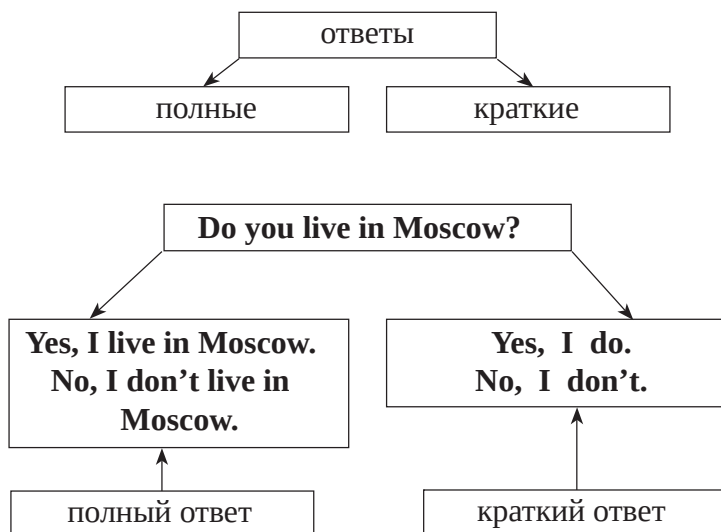 ответы
полные
краткие
Do you live in Moscow?
Yes, I live in Moscow.
No, I don’t live in
Moscow.
Yes, I do.
No, I don’t.
полный ответ
краткий ответ